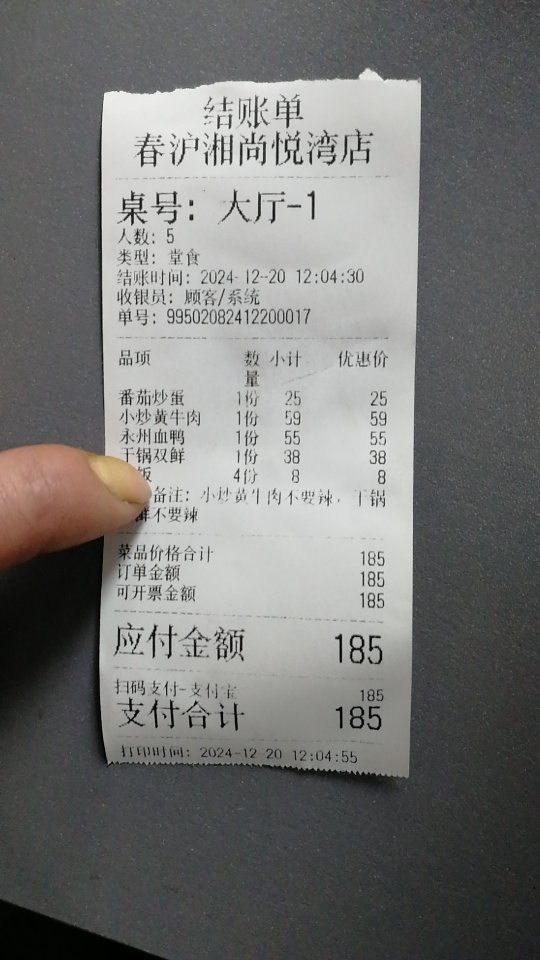 结账单
春沪湘尚悦湾店
桌号: 大厅-1
人数: 5
类型: 堂食
结账时间: 2024-12-20 12:04:30
收银员: 顾客/系统
单号: 99502082412200017
品项 数量 小计 优惠价
番茄炒蛋 1份 25 25
小炒黄牛肉 1份 59 59
永州血鸭 1份 55 55
干锅双鲜 1份 38 38
饭 4份 8 8
备注: 小炒黄牛肉不要辣, 干锅
鲜不要辣
菜品价格合计 185
订单金额 185
可开票金额 185
应付金额 185
扫码支付-支付宝 185
支付合计 185
打印时间: 2024-12-20 12:04:55